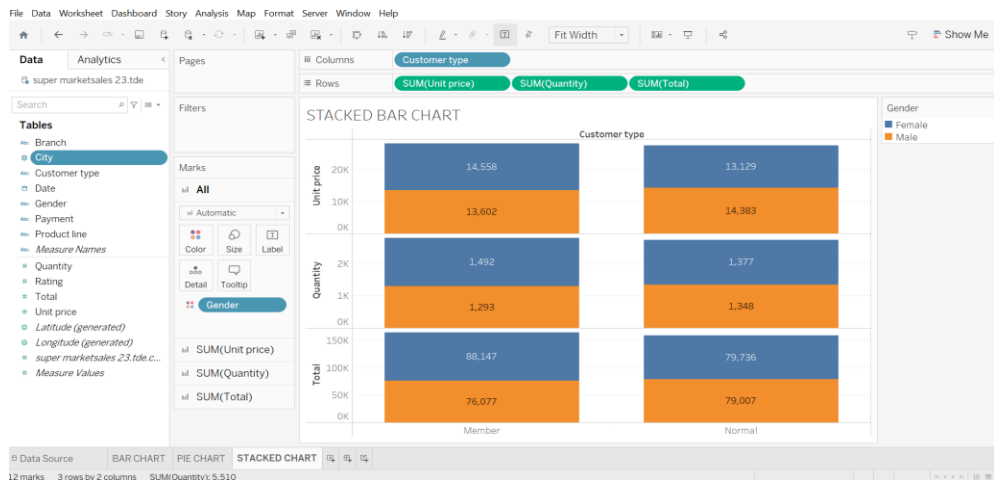 File Data Worksheet Dashboard Story Analysis Map Format Server Window Help
Fit Width
Show Me
Data Analytics
super marketsales 23.tde
Search
Tables
Abc Branch
City
Abc Customer type
Date
Abc Gender
Abc Payment
Abc Product line
Abc Measure Names
# Quantity
# Rating
# Total
# Unit price
Latitude (generated)
Longitude (generated)
# super marketsales 23.tde.c...
# Measure Values
Pages
Filters
Marks
All
Automatic
Color Size Label
Detail Tooltip
Gender
SUM(Unit price)
SUM(Quantity)
SUM(Total)
Columns Customer type
Rows SUM(Unit price) SUM(Quantity) SUM(Total)
STACKED BAR CHART
Customer type
Unit price
20K
10K
0K
14,558 13,129
13,602 14,383
Quantity
2K
1K
0K
1,492 1,377
1,293 1,348
Total
150K
100K
50K
0K
88,147 79,736
76,077 79,007
Member Normal
Gender
Female
Male
Data Source BAR CHART PIE CHART STACKED CHART
12 marks 3 rows by 2 columns SUM(Quantity): 5,510